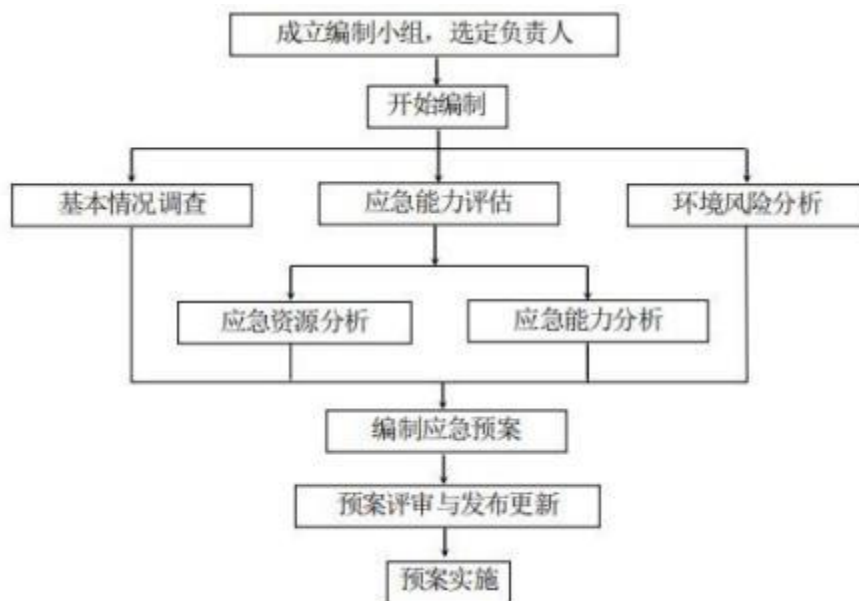 成立编制小组，选定负责人
开始编制
基本情况调查
应急能力评估
环境风险分析
应急资源分析
应急能力分析
编制应急预案
预案评审与发布更新
预案实施